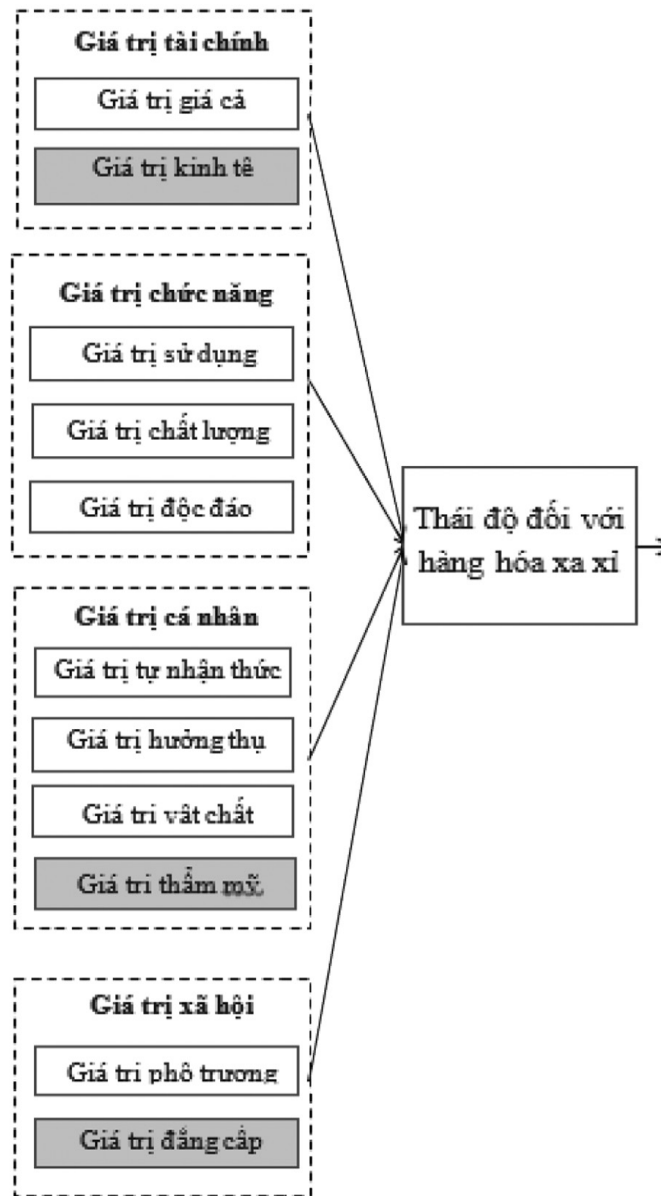 Giá trị tài chính
Giá trị giá cả
Giá trị kinh tê
Giá trị chức năng
Giá trị sử dụng
Giá trị chất lượng
Giá trị độc đáo
Giá trị cá nhân
Giá trị tự nhận thức
Giá trị hưởng thụ
Giá tri vât chất
Giá tri thẩm mỹ
Giá trị xã hội
Giá tri phô trương
Giá trị đẳng cấp
Thái độ đối với
hàng hóa xa xỉ